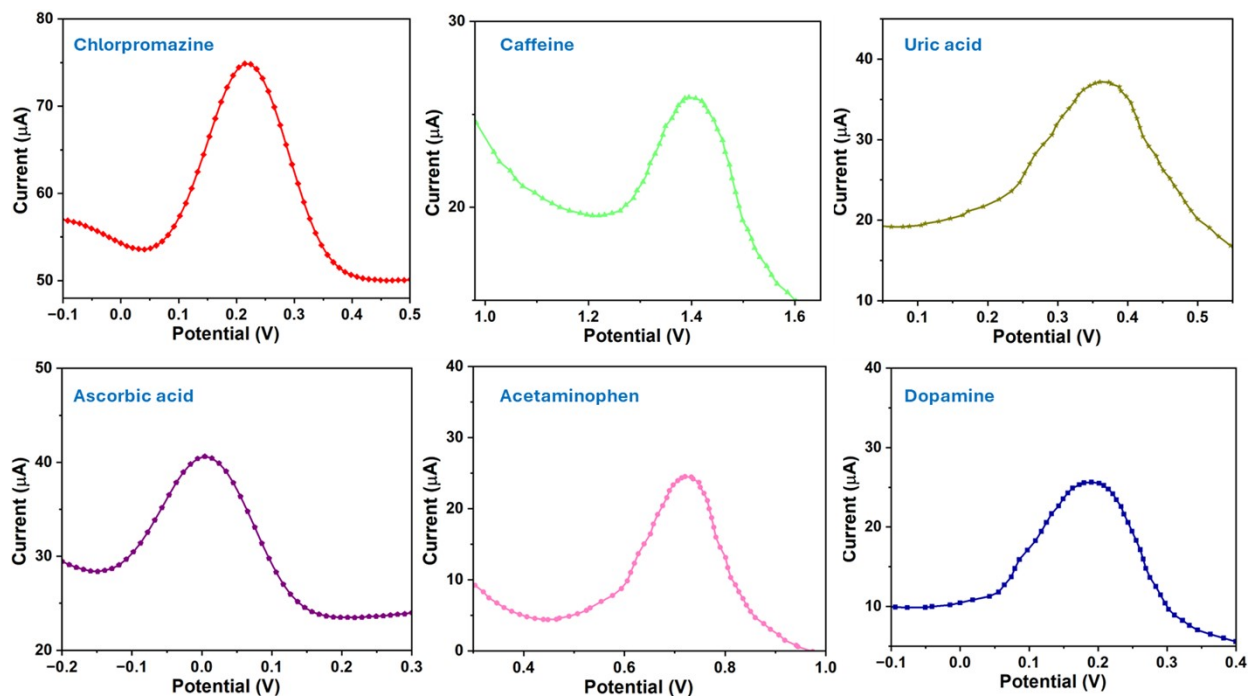 Chlorpromazine
Current (μA)
80
70
60
50
−0.1 0.0 0.1 0.2 0.3 0.4 0.5
Potential (V)
Caffeine
Current (μA)
30
20
1.0 1.2 1.4 1.6
Potential (V)
Uric acid
Current (μA)
40
30
20
10
0.1 0.2 0.3 0.4 0.5
Potential (V)
Ascorbic acid
Current (μA)
50
40
30
20
−0.2 −0.1 0.0 0.1 0.2 0.3
Potential (V)
Acetaminophen
Current (μA)
40
30
20
10
0
0.4 0.6 0.8 1.0
Potential (V)
Dopamine
Current (μA)
40
30
20
10
−0.1 0.0 0.1 0.2 0.3 0.4
Potential (V)